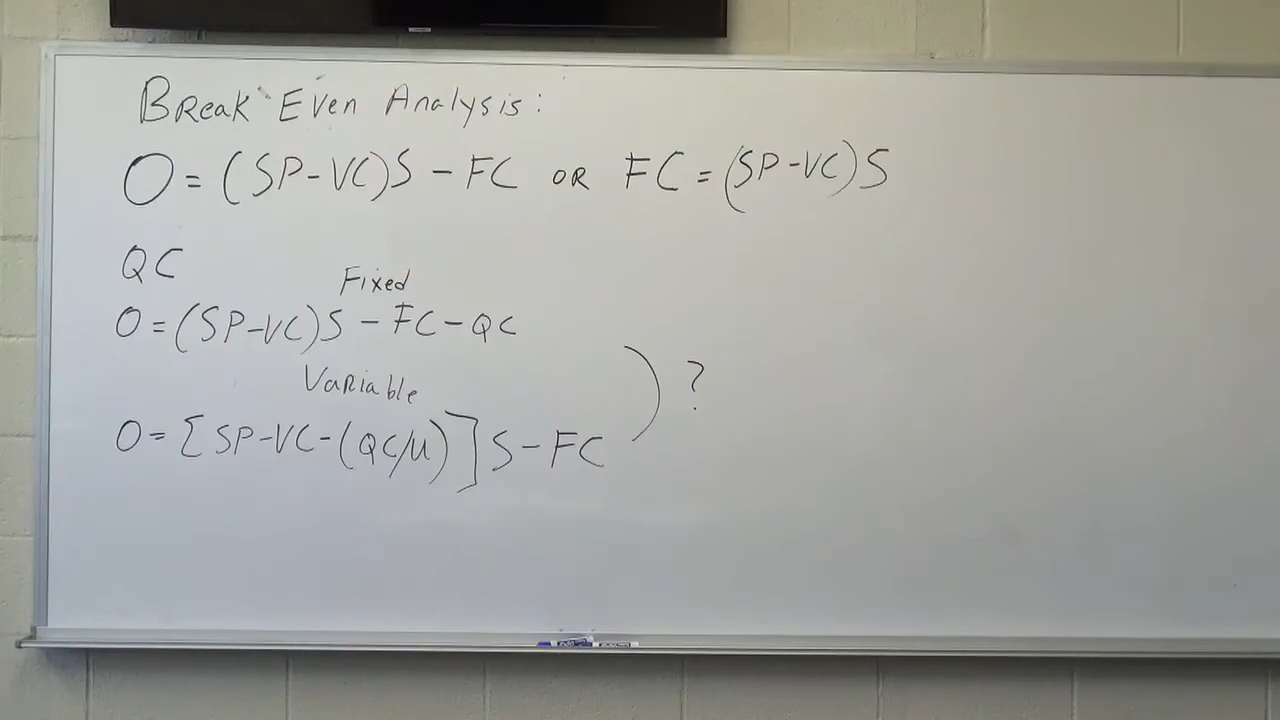 Break Even Analysis:
0 = (SP-VC)S - FC OR FC = (SP-VC)S
QC
Fixed
0 = (SP-VC)S - FC - QC
Variable
0 = [SP-VC-(QC/u)]S - FC
?